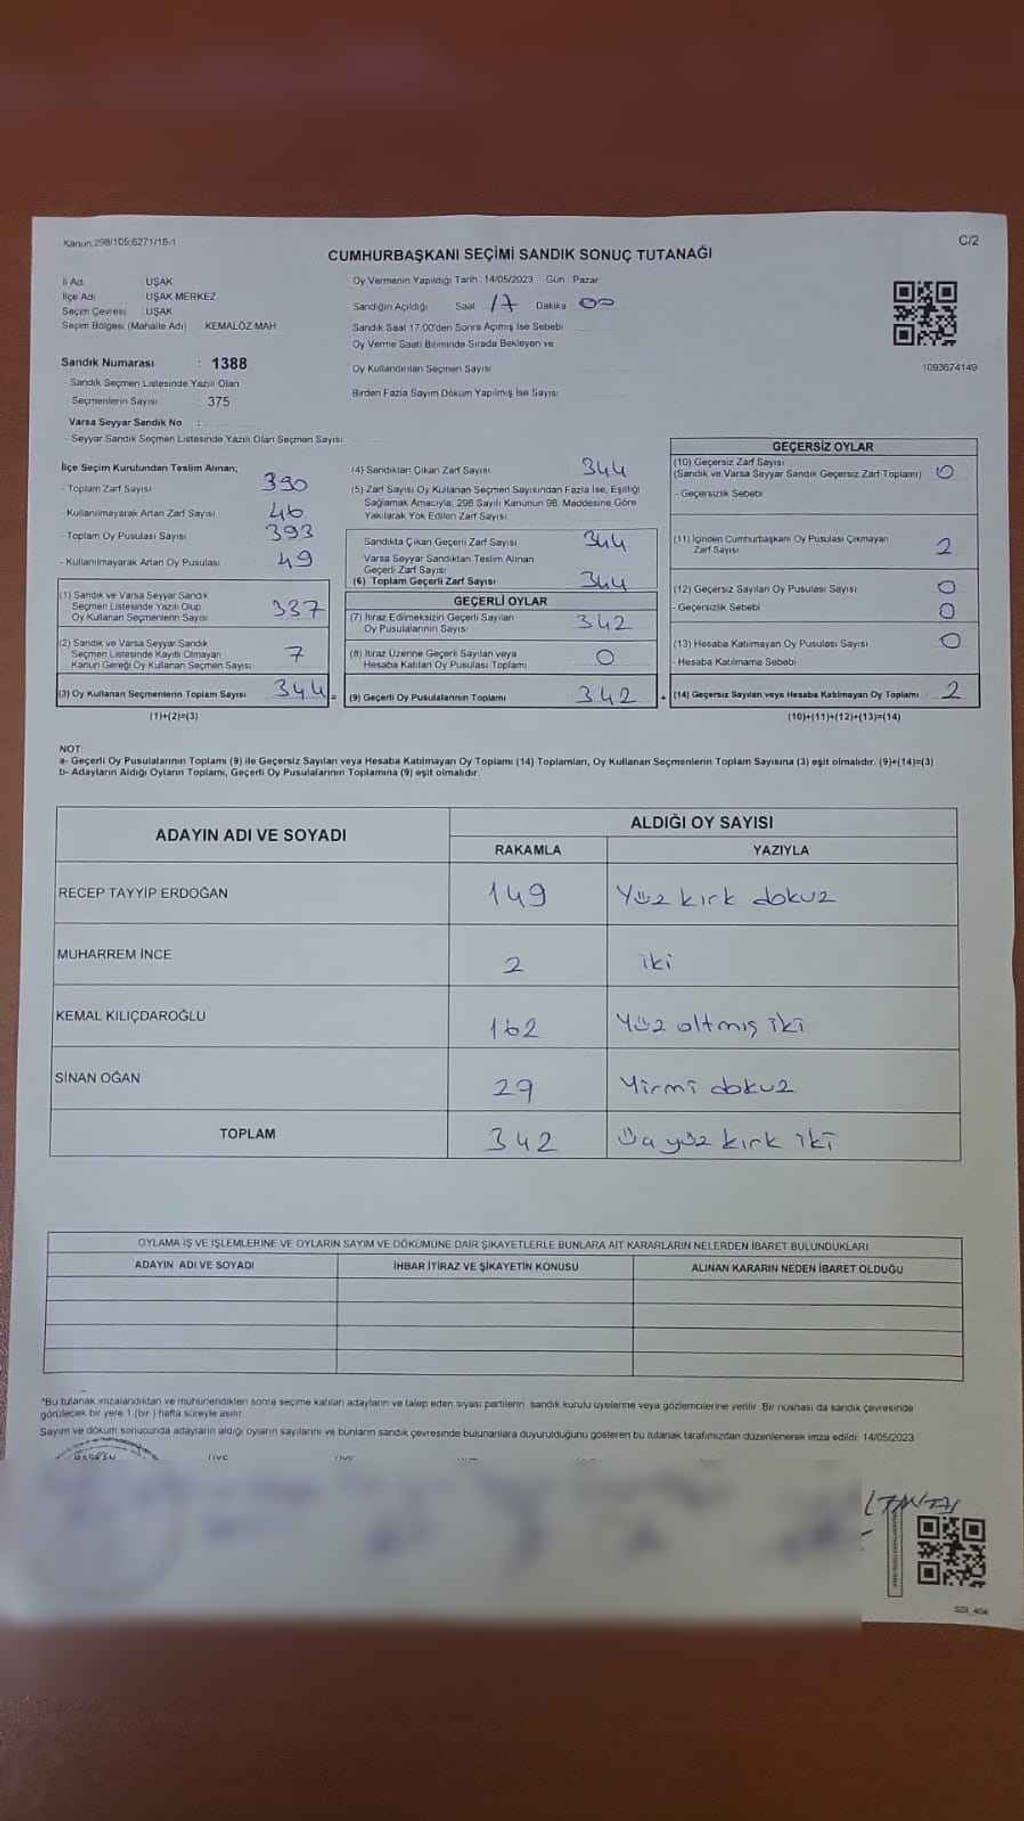 Kanun:298/105;6271/18-1
C/2
CUMHURBAŞKANI SEÇİMİ SANDIK SONUÇ TUTANAĞI
İl Adı : UŞAK
İlçe Adı : UŞAK MERKEZ
Seçim Çevresi : UŞAK
Seçim Bölgesi (Mahalle Adı) : KEMALÖZ MAH
Oy Vermenin Yapıldığı Tarih : 14/05/2023 Gün : Pazar
Sandığın Açıldığı Saat 17 Dakika 00
Sandık Saat 17.00'den Sonra Açılmış İse Sebebi
Oy Verme Saati Bitiminde Sırada Bekleyen ve
Oy Kullandırılan Seçmen Sayısı
Birden Fazla Sayım Döküm Yapılmış İse Sayısı
1093674149
Sandık Numarası : 1388
- Sandık Seçmen Listesinde Yazılı Olan
Seçmenlerin Sayısı : 375
Varsa Seyyar Sandık No :
- Seyyar Sandık Seçmen Listesinde Yazılı Olan Seçmen Sayısı:
İlçe Seçim Kurulundan Teslim Alınan;
- Toplam Zarf Sayısı 390
- Kullanılmayarak Artan Zarf Sayısı 46
- Toplam Oy Pusulası Sayısı 393
- Kullanılmayarak Artan Oy Pusulası 49
(1) Sandık ve Varsa Seyyar Sandık
Seçmen Listesinde Yazılı Olup
Oy Kullanan Seçmenlerin Sayısı 337
(2) Sandık ve Varsa Seyyar Sandık
Seçmen Listesinde Kayıtlı Olmayan
Kanun Gereği Oy Kullanan Seçmen Sayısı 7
(3) Oy Kullanan Seçmenlerin Toplam Sayısı 344 =
(1)+(2)=(3)
(4) Sandıktan Çıkan Zarf Sayısı 344
(5) Zarf Sayısı Oy Kullanan Seçmen Sayısından Fazla İse, Eşitliği
Sağlamak Amacıyla, 298 Sayılı Kanunun 98. Maddesine Göre
Yakılarak Yok Edilen Zarf Sayısı
Sandıkta Çıkan Geçerli Zarf Sayısı 344
Varsa Seyyar Sandıktan Teslim Alınan
Geçerli Zarf Sayısı
(6) Toplam Geçerli Zarf Sayısı 344
GEÇERLİ OYLAR
(7) İtiraz Edilmeksizin Geçerli Sayılan
Oy Pusulalarının Sayısı 342
(8) İtiraz Üzerine Geçerli Sayılan veya
Hesaba Katılan Oy Pusulası Toplamı 0
(9) Geçerli Oy Pusulalarının Toplamı 342 +
GEÇERSİZ OYLAR
(10) Geçersiz Zarf Sayısı
(Sandık ve Varsa Seyyar Sandık Geçersiz Zarf Toplamı) 0
- Geçersizlik Sebebi
(11) İçinden Cumhurbaşkanı Oy Pusulası Çıkmayan
Zarf Sayısı 2
(12) Geçersiz Sayılan Oy Pusulası Sayısı 0
- Geçersizlik Sebebi 0
(13) Hesaba Katılmayan Oy Pusulası Sayısı 0
- Hesaba Katılmama Sebebi
(14) Geçersiz Sayılan veya Hesaba Katılmayan Oy Toplamı 2
(10)+(11)+(12)+(13)=(14)
NOT:
a- Geçerli Oy Pusulalarının Toplamı (9) ile Geçersiz Sayılan veya Hesaba Katılmayan Oy Toplamı (14) Toplamları, Oy Kullanan Seçmenlerin Toplam Sayısına (3) eşit olmalıdır. (9)+(14)=(3)
b- Adayların Aldığı Oyların Toplamı, Geçerli Oy Pusulalarının Toplamına (9) eşit olmalıdır.
ADAYIN ADI VE SOYADI
ALDIĞI OY SAYISI
RAKAMLA YAZIYLA
RECEP TAYYİP ERDOĞAN 149 Yüz kırk dokuz
MUHARREM İNCE 2 iki
KEMAL KILIÇDAROĞLU 162 Yüz altmış iki
SİNAN OĞAN 29 Yirmi dokuz
TOPLAM 342 Üç yüz kırk iki
OYLAMA İŞ VE İŞLEMLERİNE VE OYLARIN SAYIM VE DÖKÜMÜNE DAİR ŞİKAYETLERLE BUNLARA AİT KARARLARIN NELERDEN İBARET BULUNDUKLARI
ADAYIN ADI VE SOYADI İHBAR İTİRAZ VE ŞİKAYETİN KONUSU ALINAN KARARIN NEDEN İBARET OLDUĞU
*Bu tutanak imzalandıktan ve mühürlendikten sonra seçime katılan adayların ve talep eden siyasi partilerin sandık kurulu üyelerine veya gözlemcilerine verilir. Bir nüshası da sandık çevresinde
görülecek bir yere 1 (bir ) hafta süreyle asılır.
Sayım ve döküm sonucunda adayların aldığı oyların sayılarını ve bunların sandık çevresinde bulunanlara duyurulduğunu gösteren bu tutanak tarafımızdan düzenlenerek imza edildi. 14/05/2023